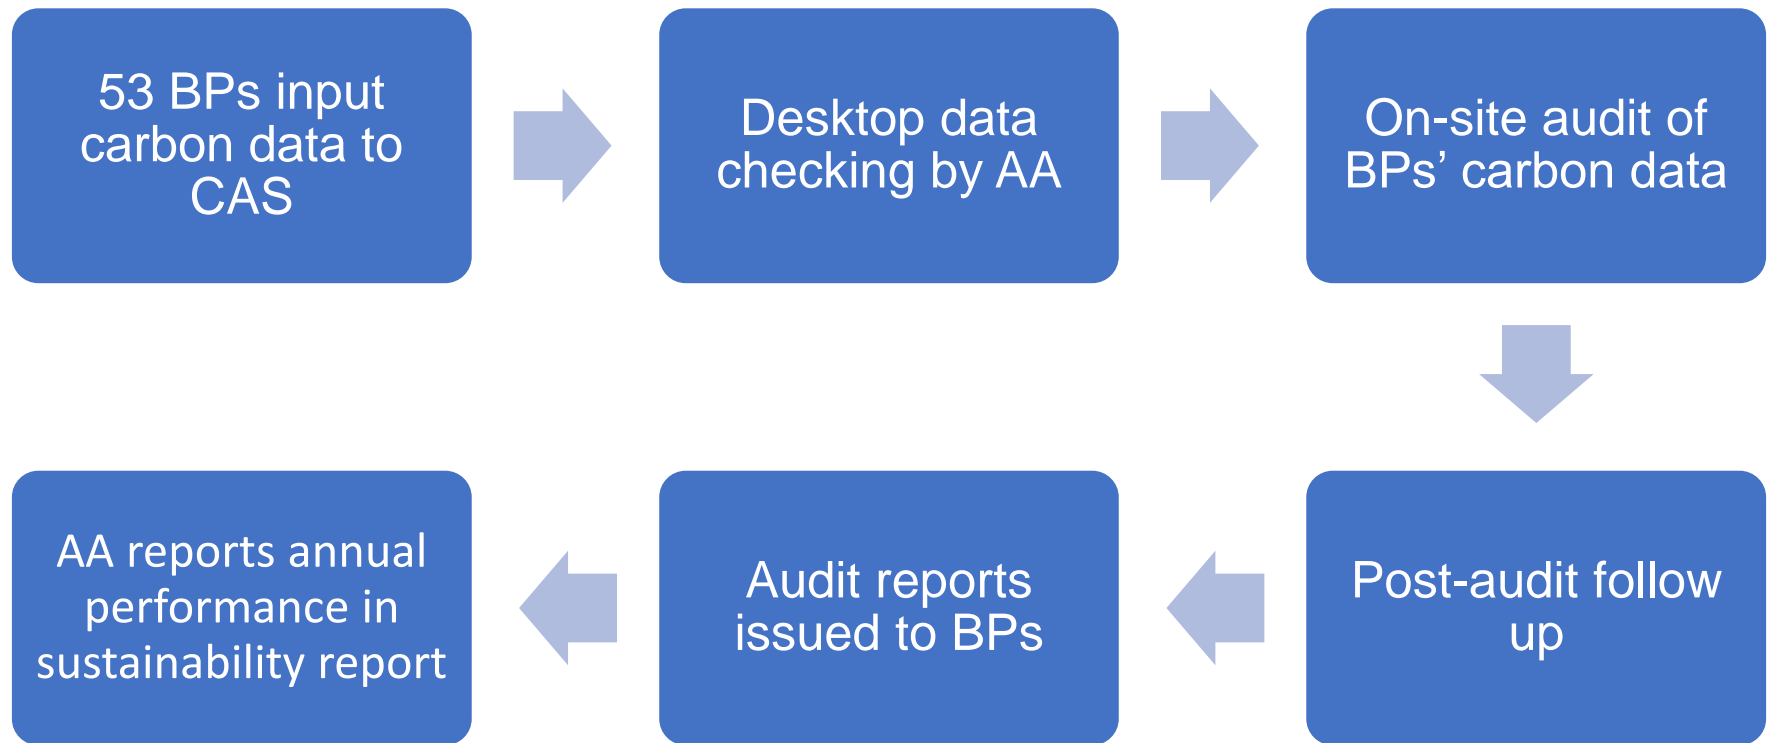 53 BPs input
carbon data to
CAS
Desktop data
checking by AA
On-site audit of
BPs’ carbon data
Post-audit follow
up
Audit reports
issued to BPs
AA reports annual
performance in
sustainability report